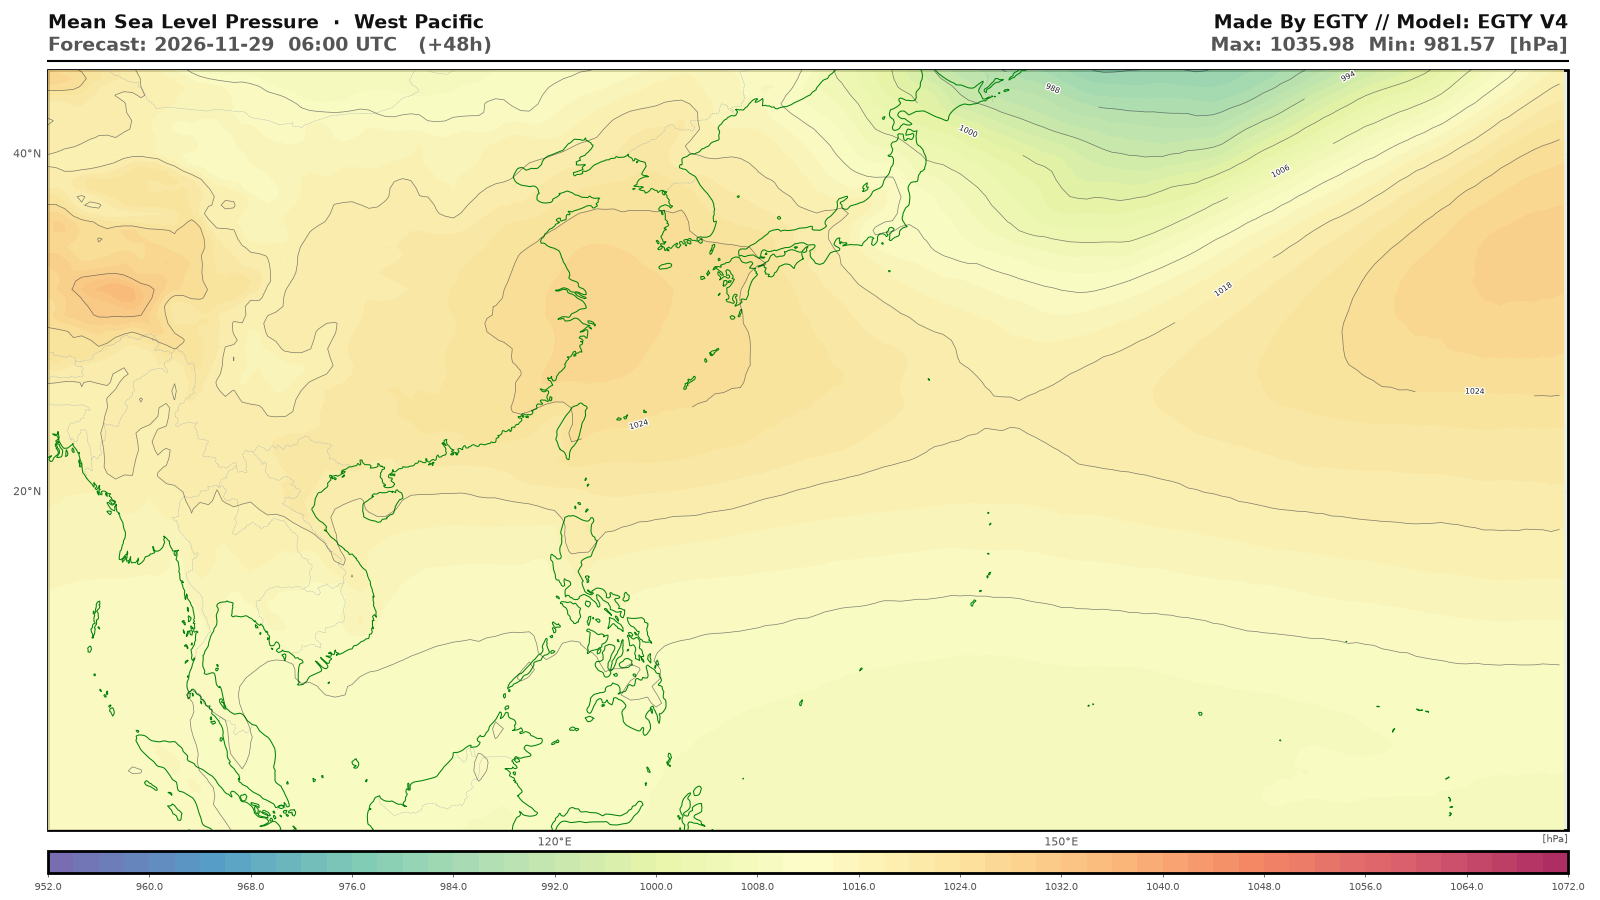 Mean Sea Level Pressure · West Pacific
Made By EGTY // Model: EGTY V4
Forecast: 2026-11-29 06:00 UTC (+48h)
Max: 1035.98 Min: 981.57 [hPa]
994
988
1000
40°N
1006
1018
1024
1024
20°N
120°E
150°E
[hPa]
952.0
960.0
968.0
976.0
984.0
992.0
1000.0
1008.0
1016.0
1024.0
1032.0
1040.0
1048.0
1056.0
1064.0
1072.0